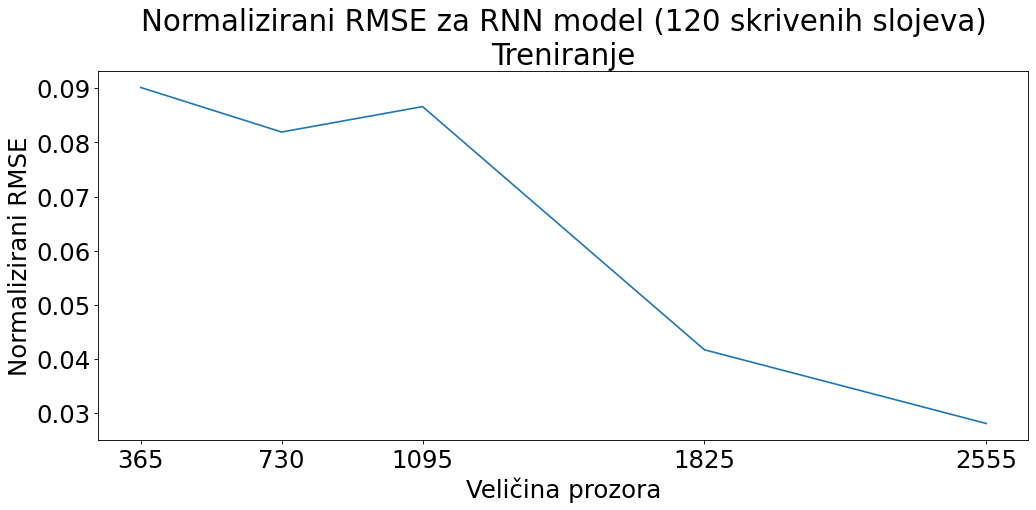 Normalizirani RMSE za RNN model (120 skrivenih slojeva)
Treniranje
Normalizirani RMSE
0.09
0.08
0.07
0.06
0.05
0.04
0.03
365 730 1095 1825 2555
Veličina prozora